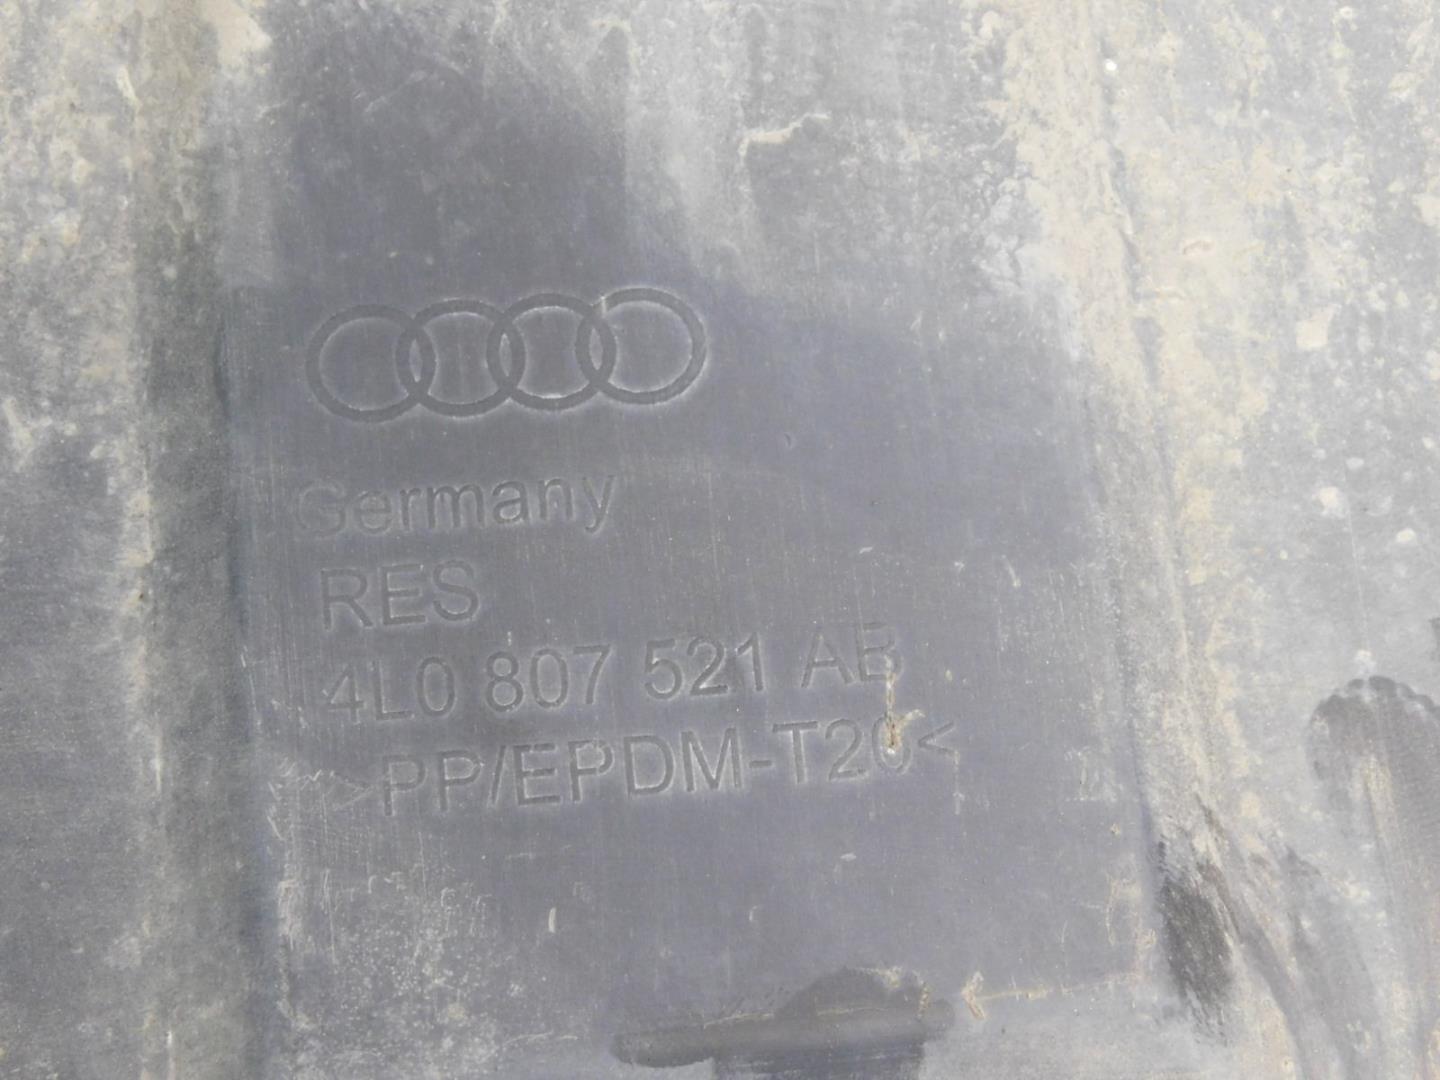 Germany
RES
4L0 807 521 AB
>PP/EPDM-T20<